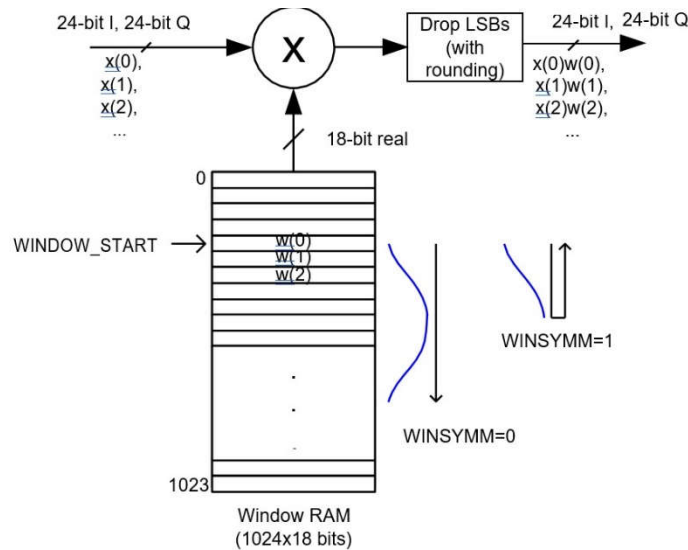 24-bit I, 24-bit Q
x(0),
x(1),
x(2),
...
X
Drop LSBs
(with
rounding)
24-bit I, 24-bit Q
x(0)w(0),
x(1)w(1),
x(2)w(2),
...
18-bit real
0
WINDOW_START
w(0)
w(1)
w(2)
.
.
.
1023
WINSYMM=1
WINSYMM=0
Window RAM
(1024x18 bits)